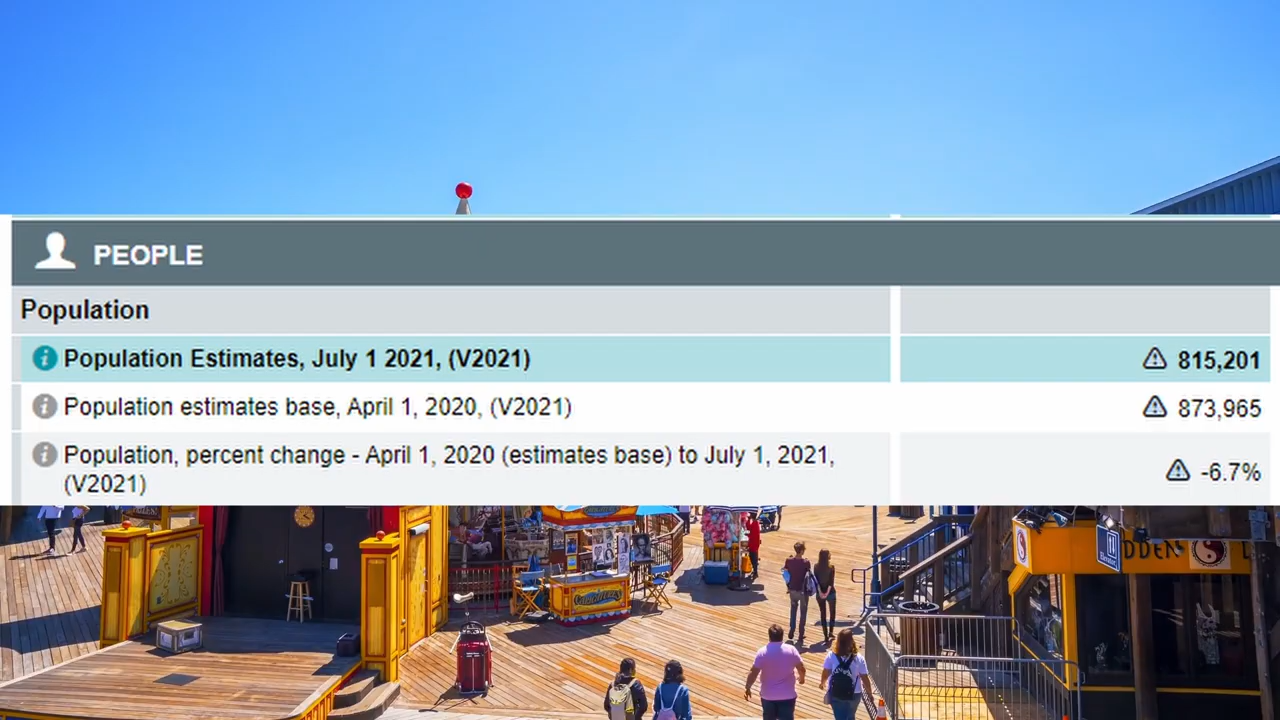 PEOPLE
Population
Population Estimates, July 1 2021, (V2021) 815,201
Population estimates base, April 1, 2020, (V2021) 873,965
Population, percent change - April 1, 2020 (estimates base) to July 1, 2021, -6.7%
(V2021)